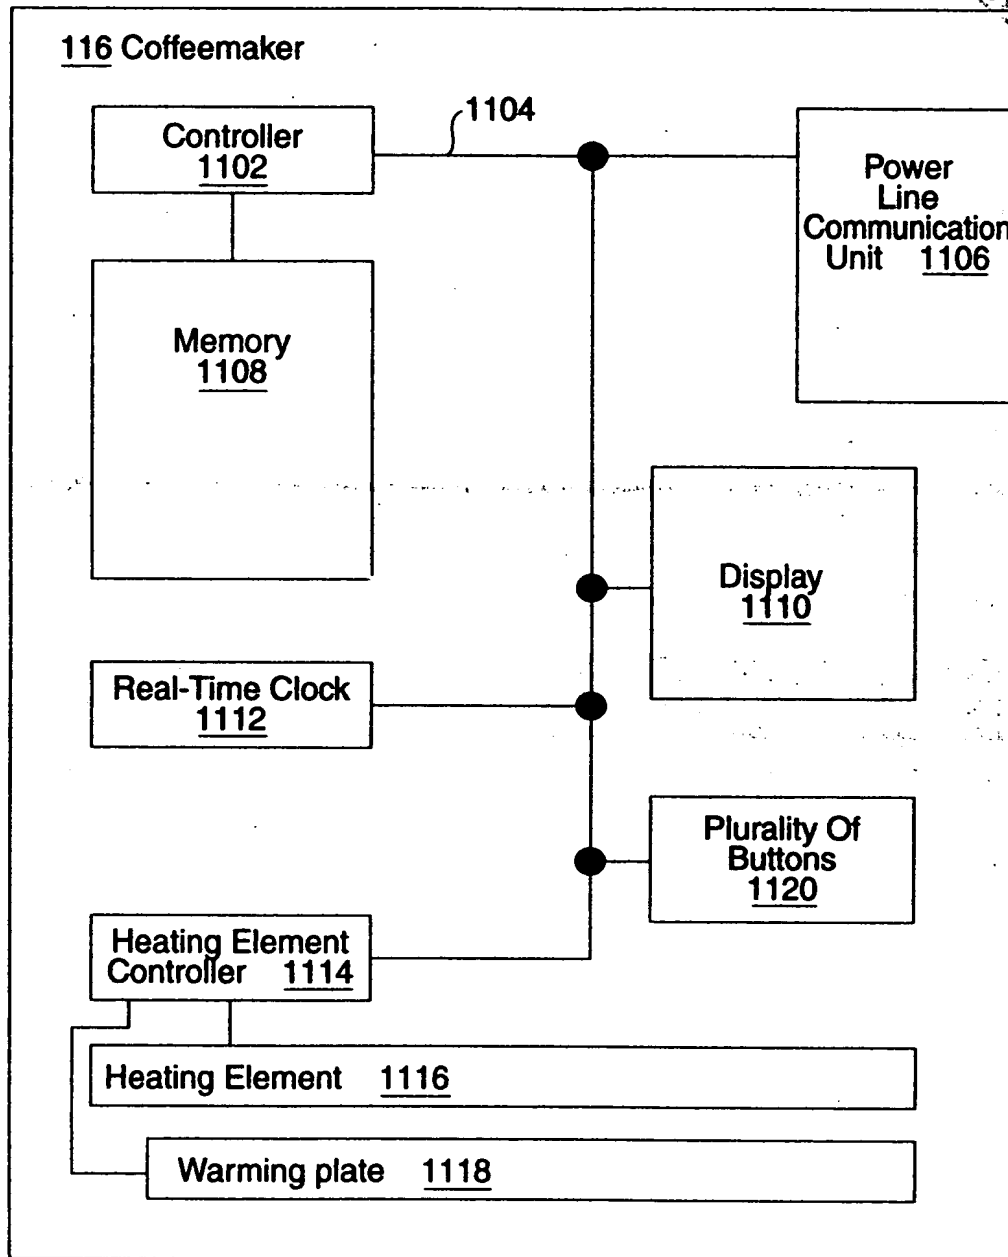 116 Coffeemaker
1104
Controller
1102
Power
Line
Communication
Unit 1106
Memory
1108
Display
1110
Real-Time Clock
1112
Plurality Of
Buttons
1120
Heating Element
Controller 1114
Heating Element 1116
Warming plate 1118